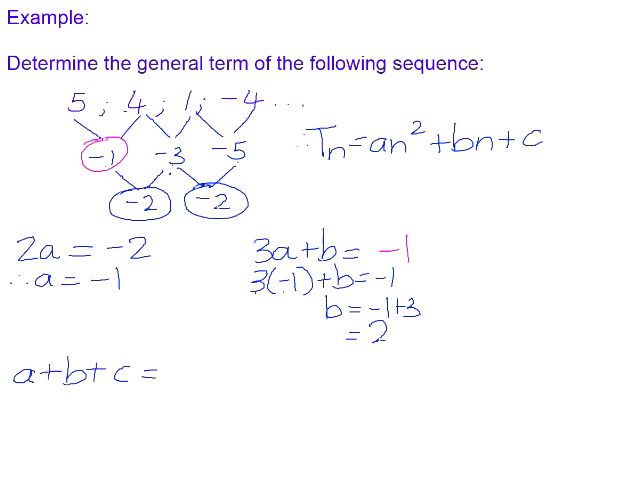 Example:
Determine the general term of the following sequence:
5 ; 4 ; 1 ; -4 ...
-1 -3 -5
∴Tn = an² + bn + c
-2 -2
2a = -2
∴a = -1
3a + b = -1
3(-1) + b = -1
b = -1+3
= 2
a + b + c =